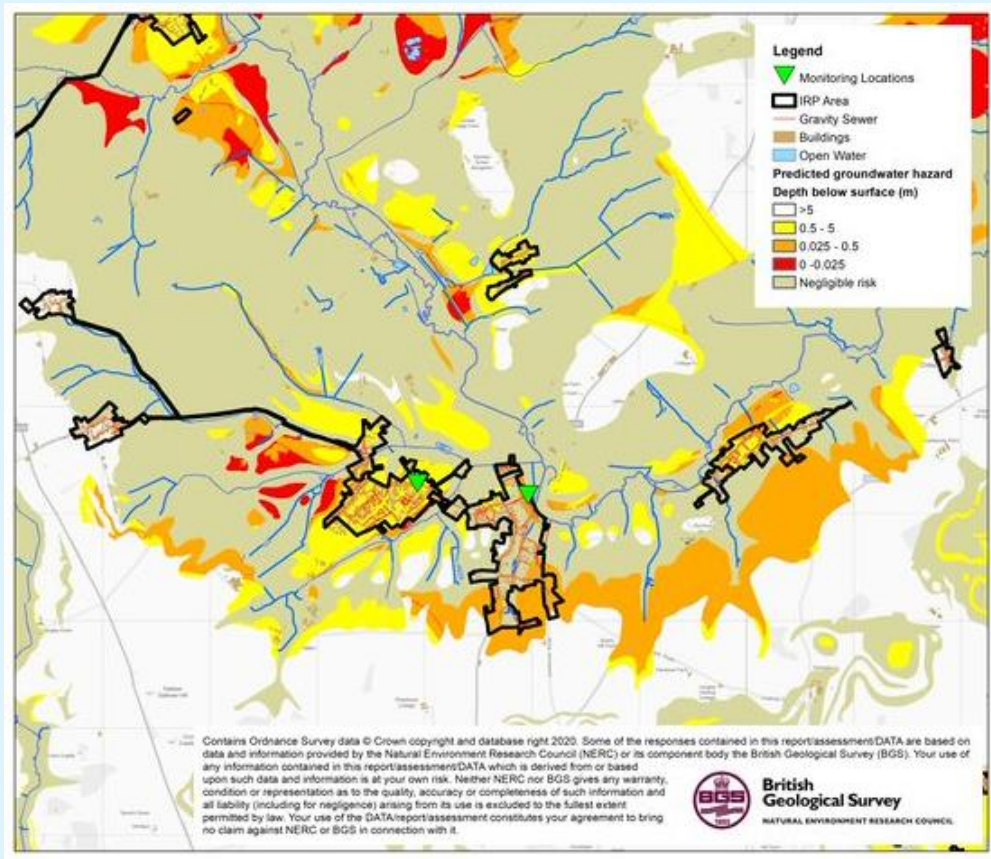 Legend
Monitoring Locations
IRP Area
Gravity Sewer
Buildings
Open Water
Predicted groundwater hazard
Depth below surface (m)
>5
0.5 - 5
0.025 - 0.5
0 -0.025
Negligible risk
Contains Ordnance Survey data © Crown copyright and database right 2020. Some of the responses contained in this report/assessment/DATA are based on
data and information provided by the Natural Environment Research Council (NERC) or its component body the British Geological Survey (BGS). Your use of
any information contained in this report/assessment/DATA which is derived from or based
upon such data and information is at your own risk. Neither NERC nor BGS gives any warranty,
condition or representation as to the quality, accuracy or completeness of such information and
all liability (including for negligence) arising from its use is excluded to the fullest extent
permitted by law. Your use of the DATA/report/assessment constitutes your agreement to bring
no claim against NERC or BGS in connection with it.
BGS
British
Geological Survey
NATURAL ENVIRONMENT RESEARCH COUNCIL